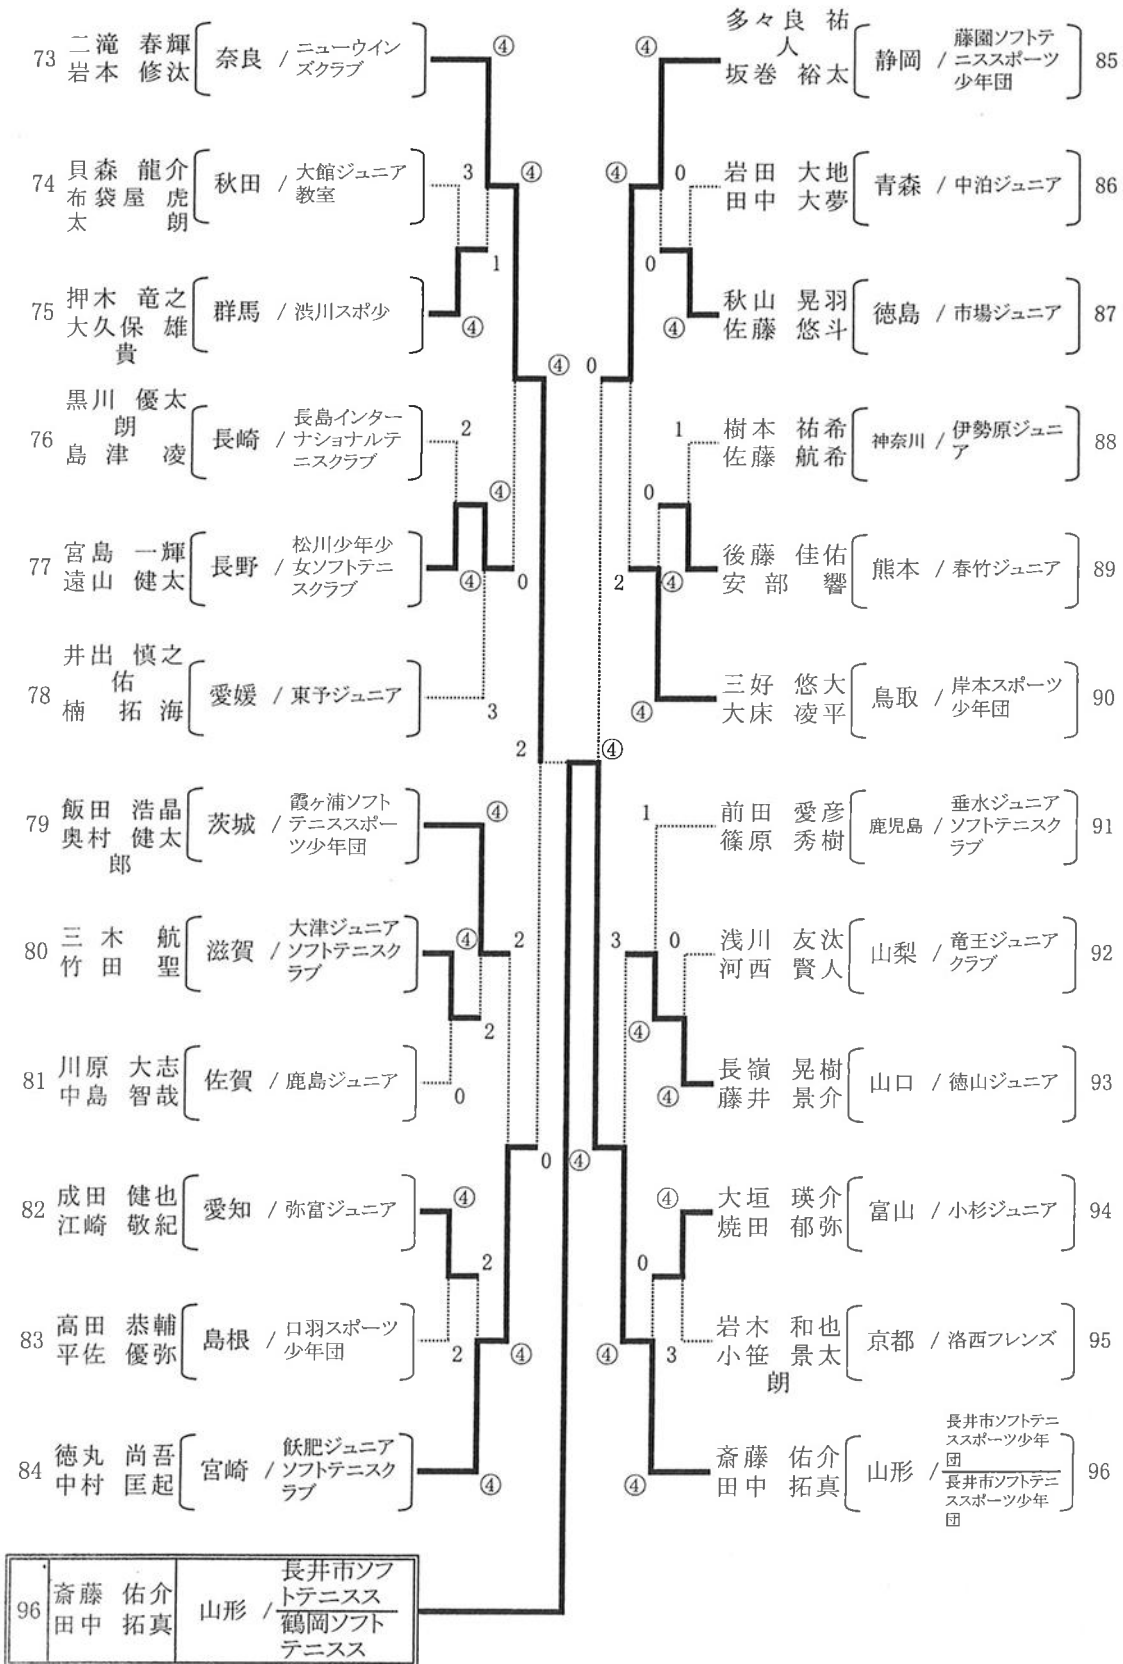 73 二滝 春輝 岩本 修汰 奈良 / ニューウインズクラブ
④
74 貝森 龍介 布袋屋 虎太朗 秋田 / 大館ジュニア教室
3
④
1
75 押木 竜之 大久保 雄貴 群馬 / 渋川スポ少
④
④
76 黒川 優太朗 島津 凌 長崎 / 長島インターナショナルテニスクラブ
2
④
77 宮島 一輝 遠山 健太 長野 / 松川少年少女ソフトテニスクラブ
④
0
78 井出 慎之佑 楠 拓海 愛媛 / 東予ジュニア
3
2
79 飯田 浩晶 奥村 健太郎 茨城 / 霞ヶ浦ソフトテニススポーツ少年団
④
80 三木 航 竹田 聖 滋賀 / 大津ジュニアソフトテニスクラブ
④
2
2
81 川原 大志 中島 智哉 佐賀 / 鹿島ジュニア
0
0
82 成田 健也 江崎 敬紀 愛知 / 弥富ジュニア
④
2
83 高田 恭輔 平佐 優弥 島根 / 口羽スポーツ少年団
2
④
84 徳丸 尚吾 中村 匡起 宮崎 / 飫肥ジュニアソフトテニスクラブ
④
多々良 祐人 坂巻 裕太 静岡 / 藤園ソフトテニススポーツ少年団 85
④
岩田 大地 田中 大夢 青森 / 中泊ジュニア 86
④
0
0
秋山 晃羽 佐藤 悠斗 徳島 / 市場ジュニア 87
④
0
樹本 祐希 佐藤 航希 神奈川 / 伊勢原ジュニア 88
1
0
後藤 佳佑 安部 響 熊本 / 春竹ジュニア 89
2
④
三好 悠大 大床 凌平 鳥取 / 岸本スポーツ少年団 90
④
④
前田 愛彦 篠原 秀樹 鹿児島 / 垂水ジュニアソフトテニスクラブ 91
1
浅川 友汰 河西 賢人 山梨 / 竜王ジュニアクラブ 92
3
0
④
長嶺 晃樹 藤井 景介 山口 / 徳山ジュニア 93
④
④
大垣 瑛介 焼田 郁弥 富山 / 小杉ジュニア 94
④
0
岩木 和也 小笹 景太朗 京都 / 洛西フレンズ 95
④
3
斎藤 佑介 田中 拓真 山形 / 長井市ソフトテニススポーツ少年団 長井市ソフトテニススポーツ少年団 96
④
96 斎藤 佑介 田中 拓真 山形 / 長井市ソフトテニスス 鶴岡ソフトテニスス